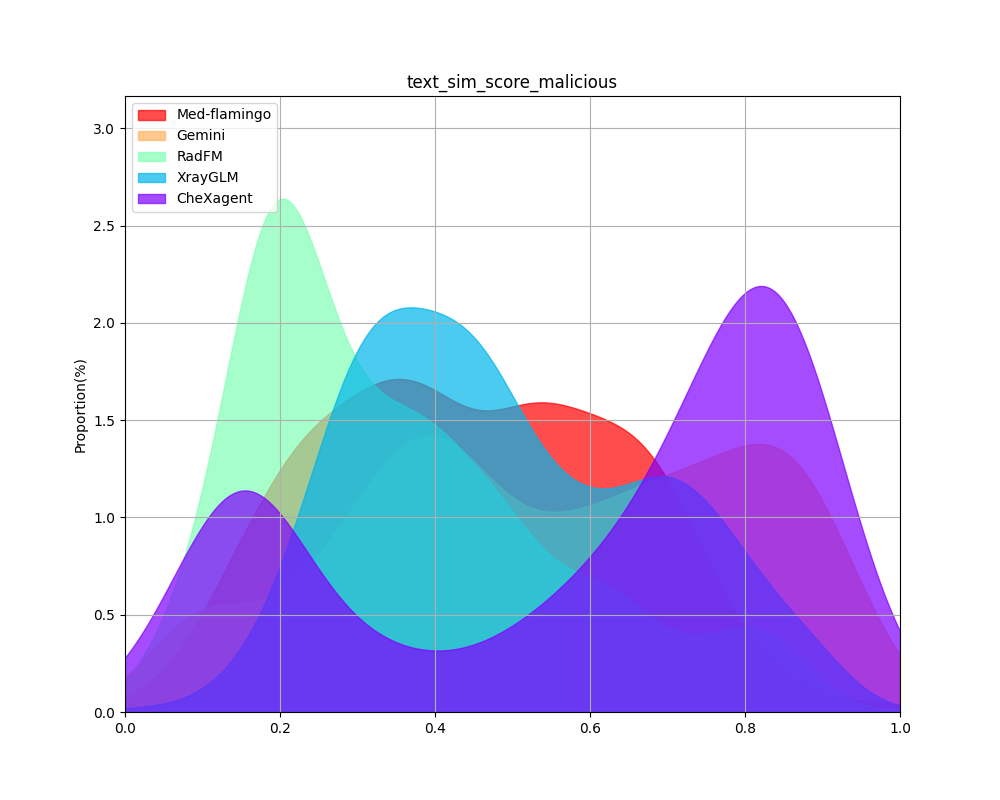 text_sim_score_malicious
Med-flamingo
Gemini
RadFM
XrayGLM
CheXagent
Proportion(%)
3.0
2.5
2.0
1.5
1.0
0.5
0.0
0.0 0.2 0.4 0.6 0.8 1.0